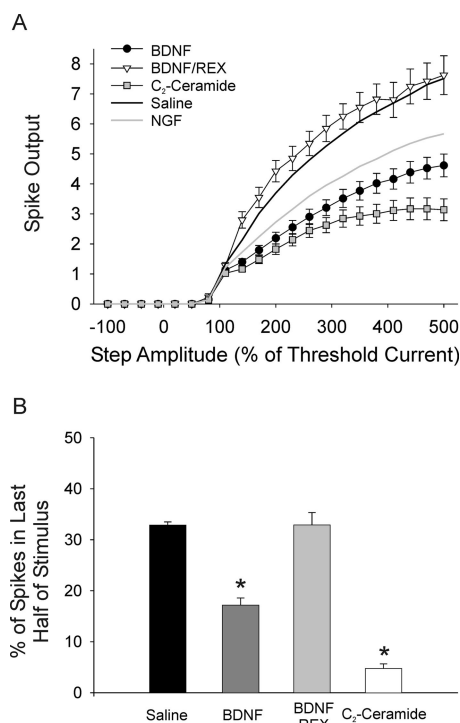 A
BDNF
BDNF/REX
C₂-Ceramide
Saline
NGF
8
7
6
5
4
3
2
1
0
Spike Output
-100 0 100 200 300 400 500
Step Amplitude (% of Threshold Current)
B
50
40
30
20
10
0
% of Spikes in Last
Half of Stimulus
* *
Saline BDNF BDNF C₂-Ceramide
REX